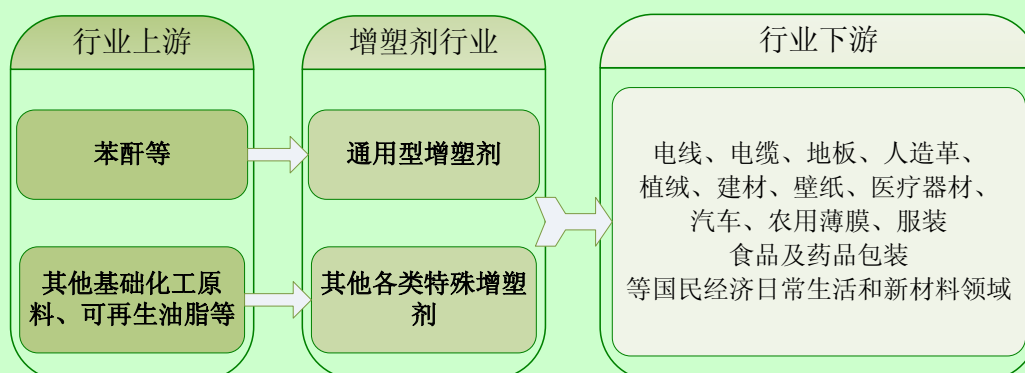 行业上游
苯酐等
其他基础化工原
料、可再生油脂等
增塑剂行业
通用型增塑剂
其他各类特殊增塑
剂
行业下游
电线、电缆、地板、人造革、
植绒、建材、壁纸、医疗器材、
汽车、农用薄膜、服装
食品及药品包装
等国民经济日常生活和新材料领域